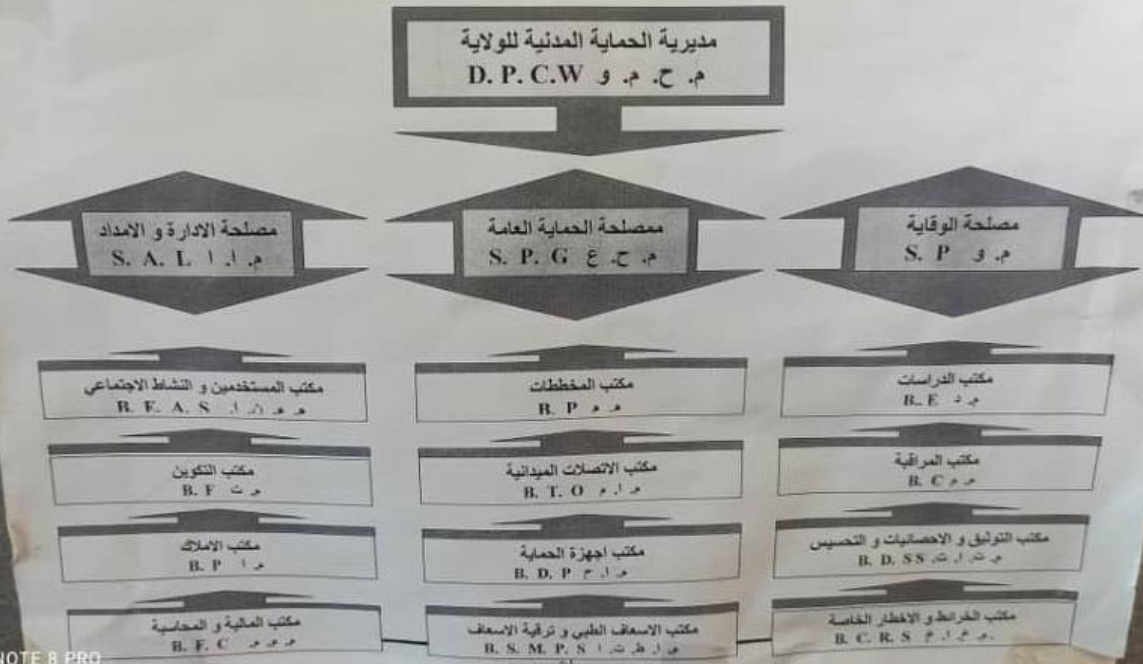 مديرية الحماية المدنية للولاية
م. ح. م. و D. P. C.W
مصلحة الوقاية
م. و S. P
ممصلحة الحماية العامة
م. ح. ع S. P. G
مصلحة الادارة و الامداد
م. ا. ا S. A. L
مكتب الدراسات
م د B. E
مكتب المراقبة
م م B. C
مكتب التوثيق و الاحصائيات و التحسيس
م. ت. ا. ت. B. D. SS
مكتب الخرائط و الاخطار الخاصة
م. خ. ا. خ B. C. R. S
مكتب المخططات
م م B. P
مكتب الاتصلات الميدانية
م. ا. م B. T. O
مكتب اجهزة الحماية
م. ا. ح B. D. P
مكتب الاسعاف الطبي و ترقية الاسعاف
م. ا. ط. ت. ا B. S. M. P. S
مكتب المستخدمين و النشاط الاجتماعي
م. م. ن. ا. B. E. A. S
مكتب التكوين
م ت B. F
مكتب الاملاك
م ا B. P
مكتب المالية و المحاسبة
م م م B. F. C
NOTE 8 PRO